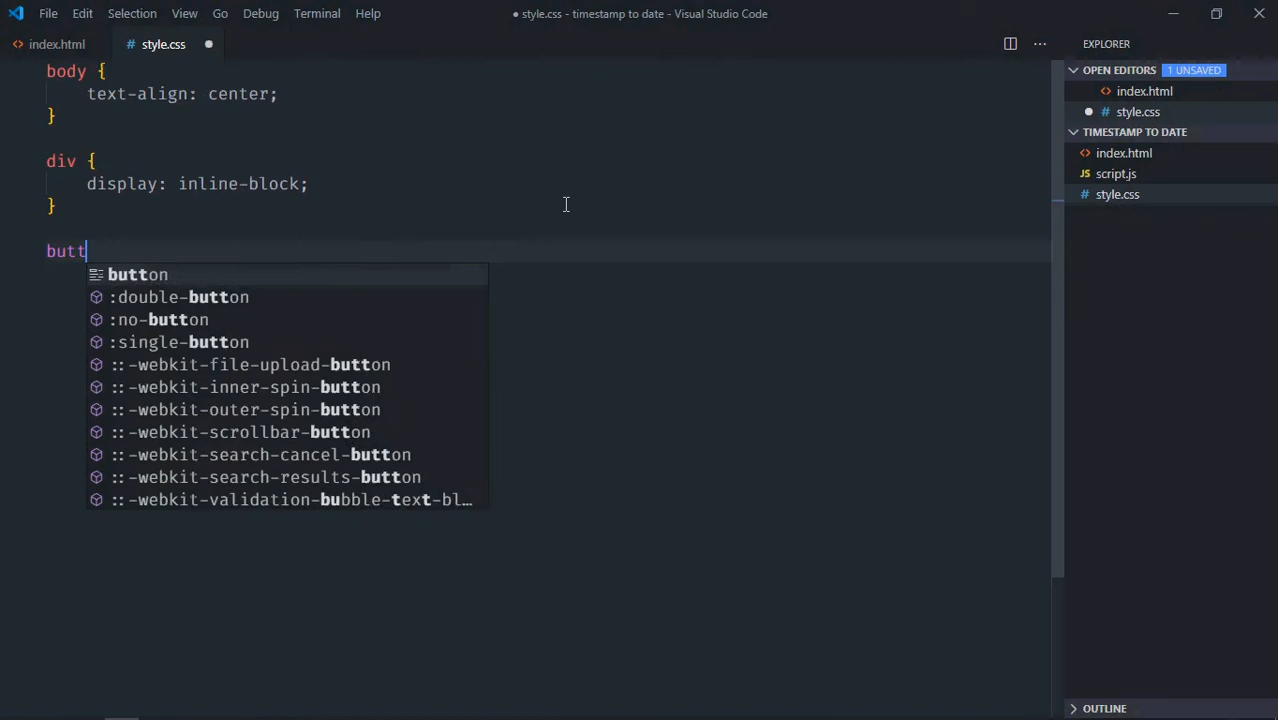 File Edit Selection View Go Debug Terminal Help
● style.css - timestamp to date - Visual Studio Code
index.html
# style.css
EXPLORER
body {
text-align: center;
}
div {
display: inline-block;
}
butt
button
:double-button
:no-button
:single-button
::-webkit-file-upload-button
::-webkit-inner-spin-button
::-webkit-outer-spin-button
::-webkit-scrollbar-button
::-webkit-search-cancel-button
::-webkit-search-results-button
::-webkit-validation-bubble-text-bl…
OPEN EDITORS 1 UNSAVED
index.html
# style.css
TIMESTAMP TO DATE
index.html
JS script.js
# style.css
OUTLINE